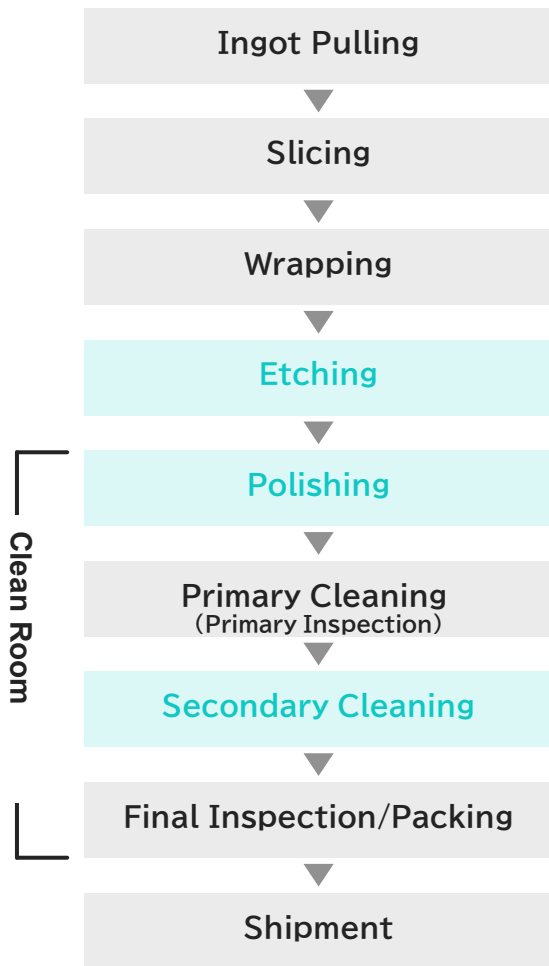 Ingot Pulling
Slicing
Wrapping
Etching
Polishing
Clean Room
Primary Cleaning
(Primary Inspection)
Secondary Cleaning
Final Inspection/Packing
Shipment